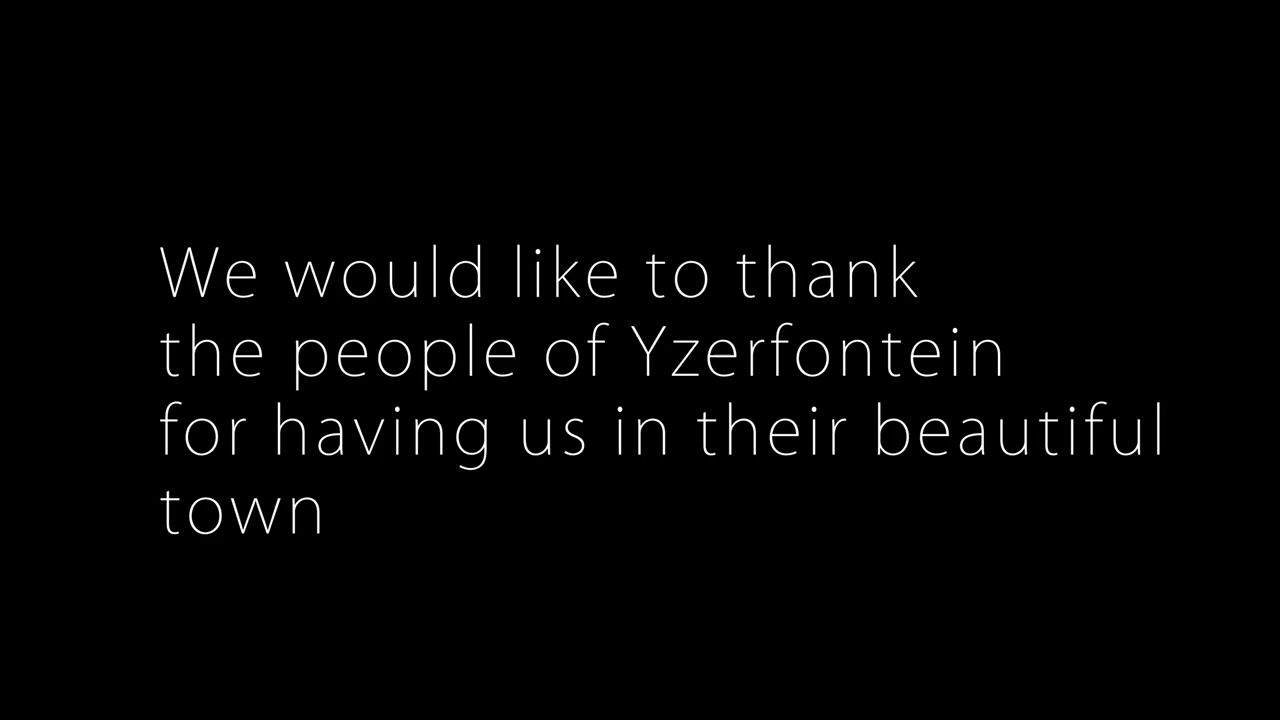 We would like to thank
the people of Yzerfontein
for having us in their beautiful
town